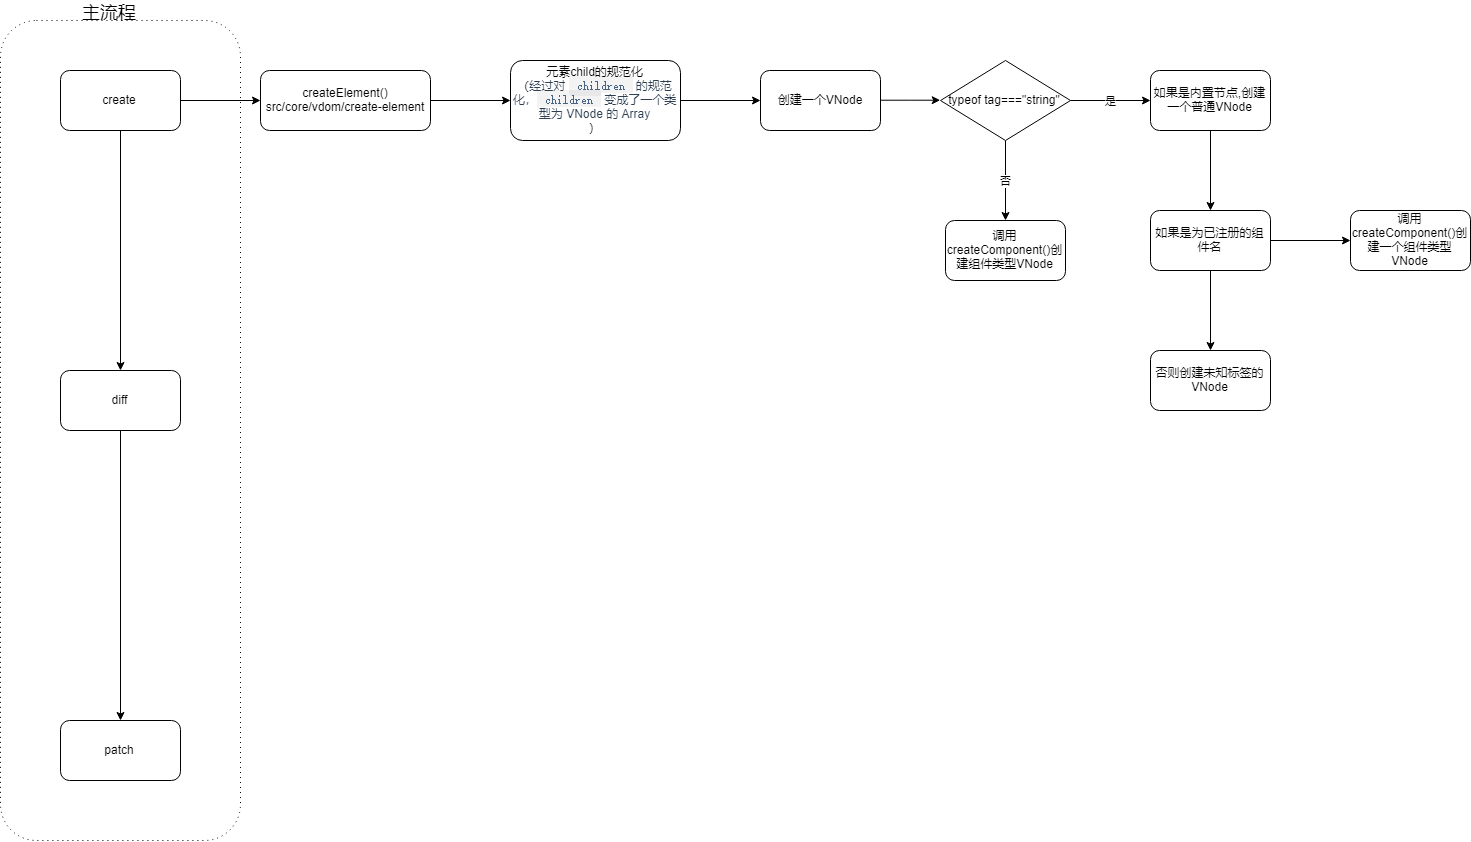 主流程
create
createElement()
src/core/vdom/create-element
元素child的规范化
(经过对 children 的规范
化， children 变成了一个类
型为 VNode 的 Array
)
创建一个VNode
typeof tag==="string"
是
如果是内置节点,创建
一个普通VNode
否
调用
createComponent()创
建组件类型VNode
如果是为已注册的组
件名
调用
createComponent()创
建一个组件类型
VNode
否则创建未知标签的
VNode
diff
patch